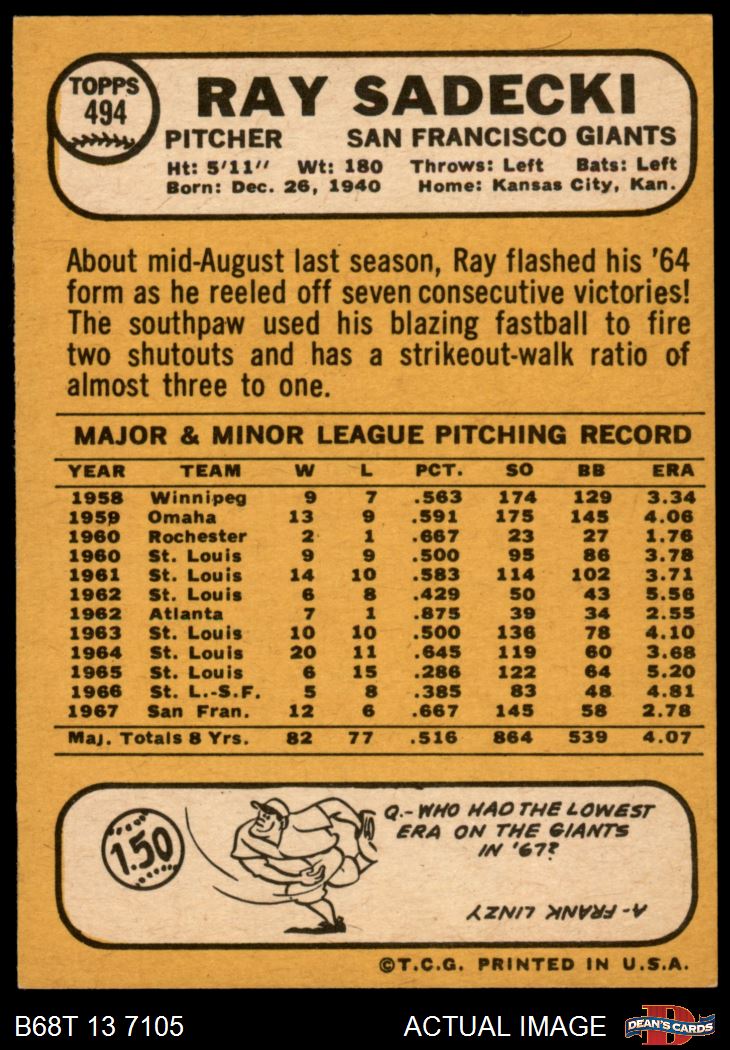 TOPPS
494
RAY SADECKI
PITCHER SAN FRANCISCO GIANTS
Ht: 5'11" Wt: 180 Throws: Left Bats: Left
Born: Dec. 26, 1940 Home: Kansas City, Kan.
About mid-August last season, Ray flashed his '64
form as he reeled off seven consecutive victories!
The southpaw used his blazing fastball to fire
two shutouts and has a strikeout-walk ratio of
almost three to one.
MAJOR & MINOR LEAGUE PITCHING RECORD
YEAR TEAM W L PCT. SO BB ERA
1958 Winnipeg 9 7 .563 174 129 3.34
1959 Omaha 13 9 .591 175 145 4.06
1960 Rochester 2 1 .667 23 27 1.76
1960 St. Louis 9 9 .500 95 86 3.78
1961 St. Louis 14 10 .583 114 102 3.71
1962 St. Louis 6 8 .429 50 43 5.56
1962 Atlanta 7 1 .875 39 34 2.55
1963 St. Louis 10 10 .500 136 78 4.10
1964 St. Louis 20 11 .645 119 60 3.68
1965 St. Louis 6 15 .286 122 64 5.20
1966 St. L.-S.F. 5 8 .385 83 48 4.81
1967 San Fran. 12 6 .667 145 58 2.78
Maj. Totals 8 Yrs. 82 77 .516 864 539 4.07
1.50
Q.-WHO HAD THE LOWEST
ERA ON THE GIANTS
IN '67?
A-FRANK LINZY
©T.C.G. PRINTED IN U.S.A.
B68T 13 7105 ACTUAL IMAGE
D
DEAN'S CARDS